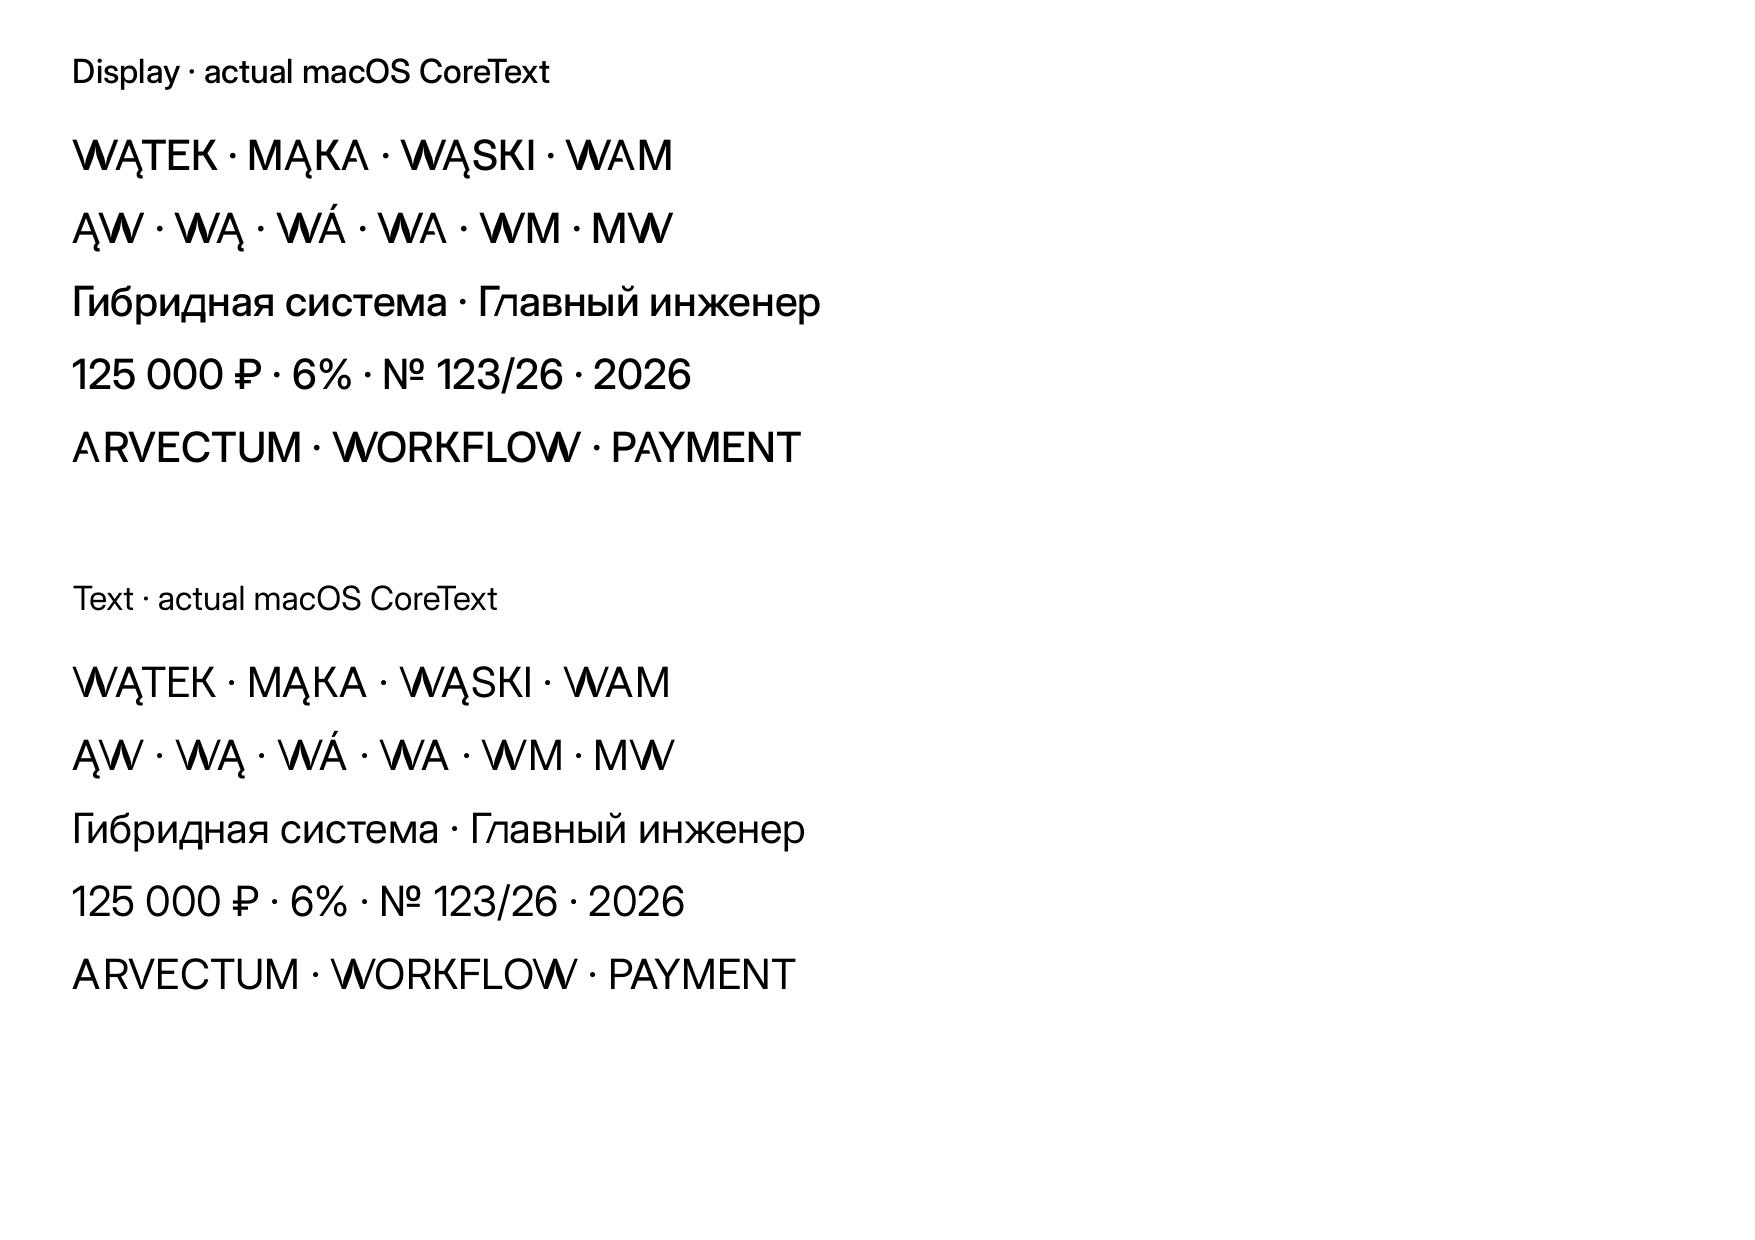 Display · actual macOS CoreText
WĄTEK · MĄKA · WĄSKI · WAM
ĄW · WĄ · WÁ · WA · WM · MW
Гибридная система · Главный инженер
125 000 ₽ · 6% · № 123/26 · 2026
ARVECTUM · WORKFLOW · PAYMENT
Text · actual macOS CoreText
WĄTEK · MĄKA · WĄSKI · WAM
ĄW · WĄ · WÁ · WA · WM · MW
Гибридная система · Главный инженер
125 000 ₽ · 6% · № 123/26 · 2026
ARVECTUM · WORKFLOW · PAYMENT